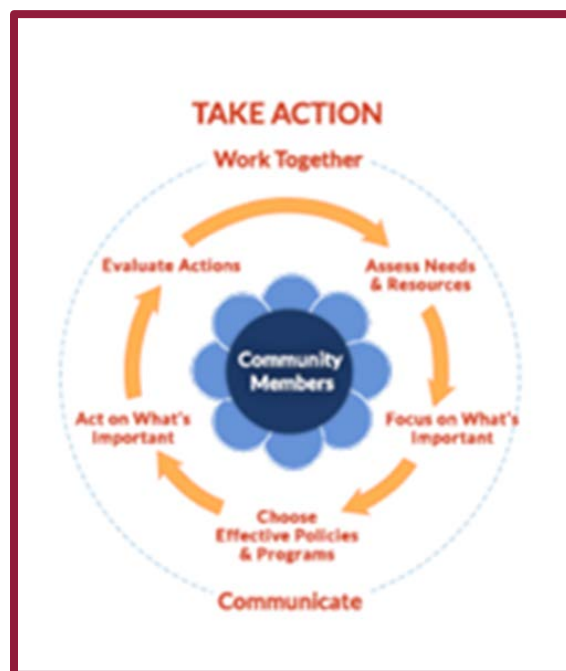 TAKE ACTION
Work Together
Evaluate Actions
Assess Needs
& Resources
Community
Members
Act on What's
Important
Focus on What's
Important
Choose
Effective Policies
& Programs
Communicate